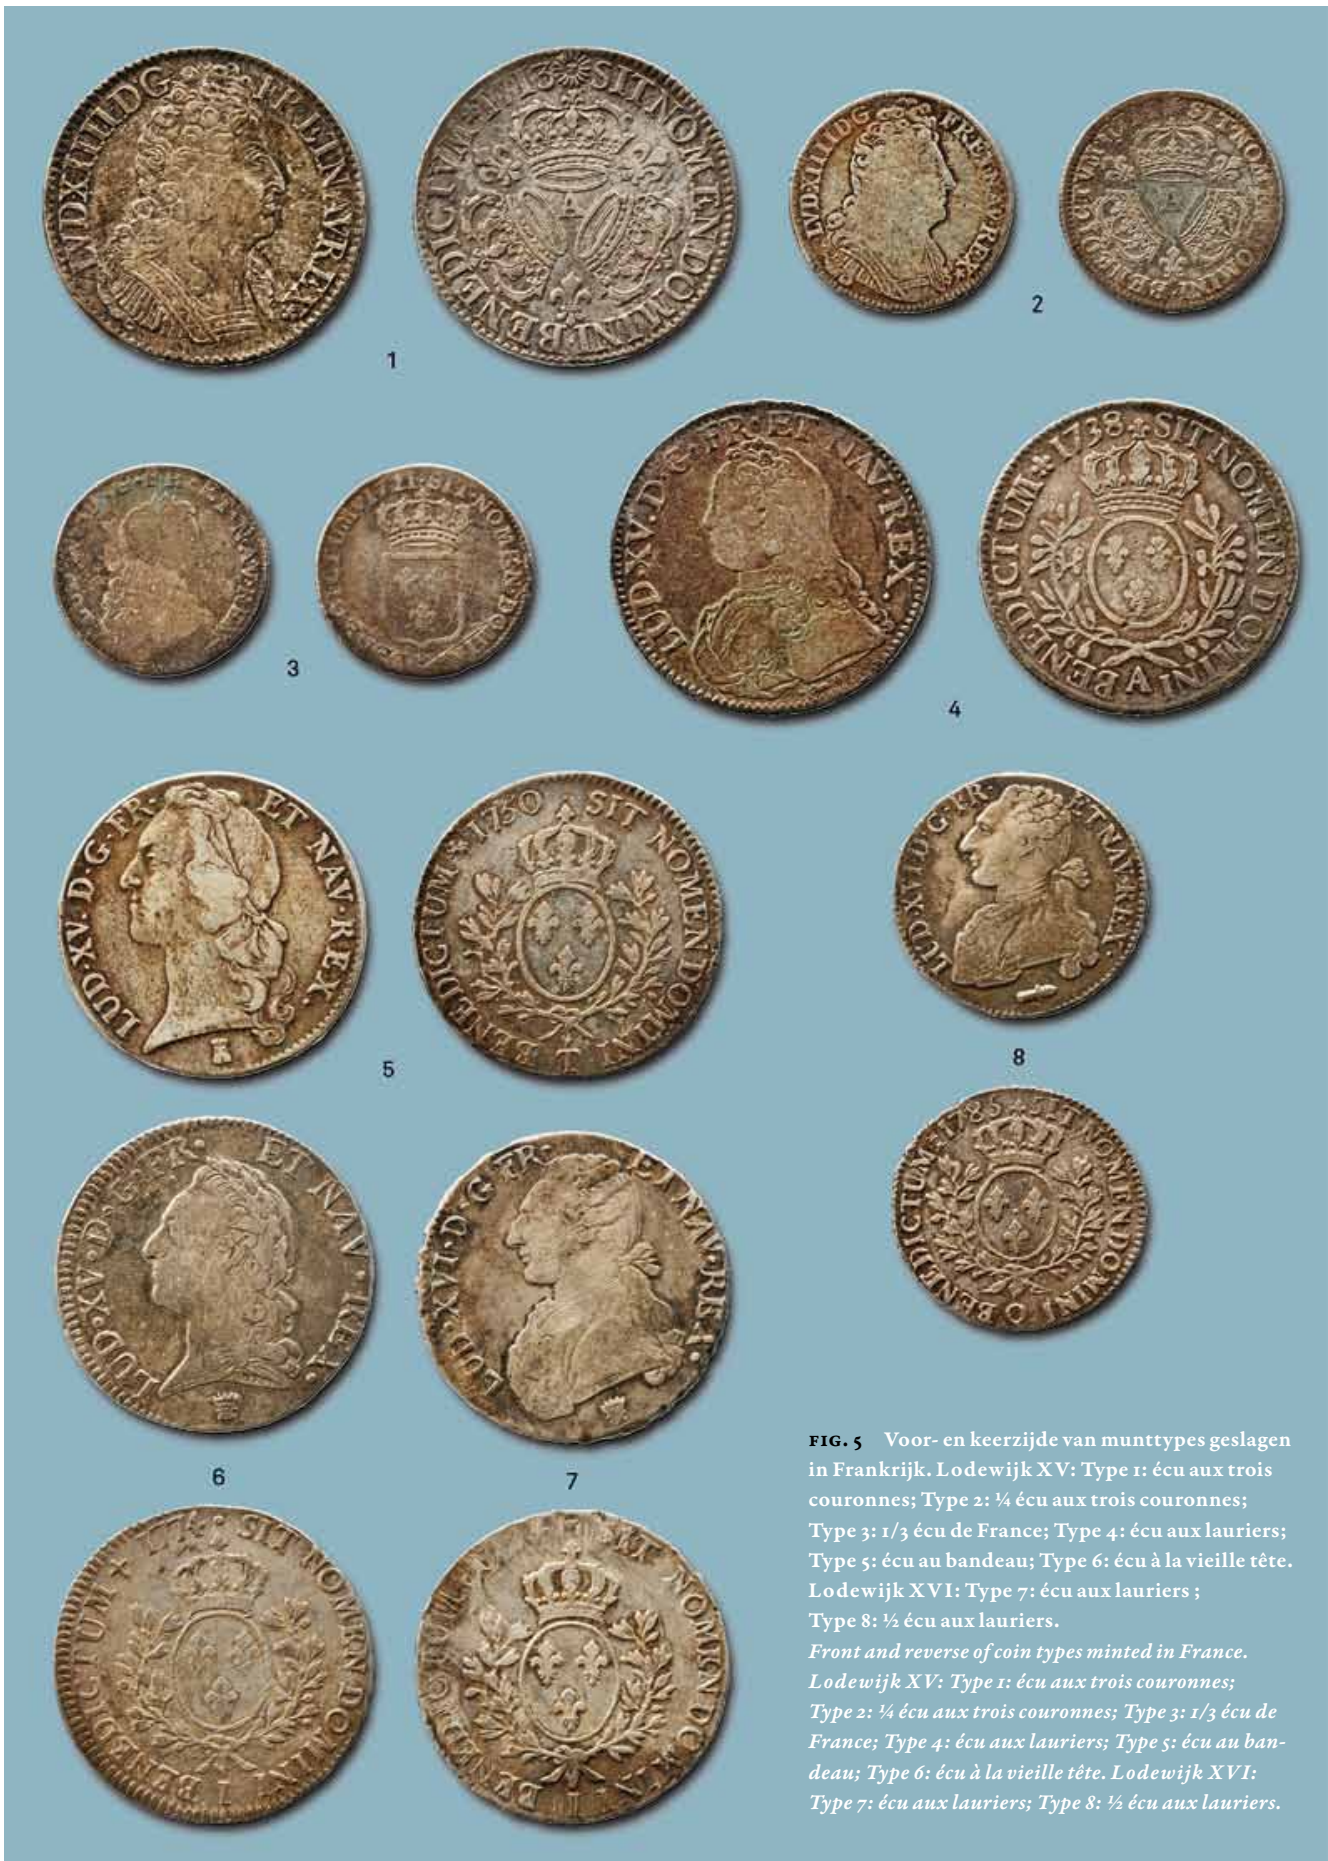 LVDXIIIIDG FR·ETNAV·REX
1713 SIT·NOMEN·DOMINI·BENEDICTVM
1
LVDXIIIIDG FR·ET·NAV·REX
2
3
LUD·XV·D·G·FR·ET·NAV·REX·
1738 SIT NOMEN DOMINI A BENEDICTUM
4
LUD·XV·D·G·FR· ET NAV·REX·
1750 SIT NOMEN DOMINI T BENEDICTUM
5
LUD·XVI·D·G·FR· ET NAV·REX
8
1785 SIT NOMEN DOMINI Q BENEDICTUM
LUD·XV·D·G·FR· ET NAV·REX·
6
LUD·XVI·D·G·FR· ET NAV·RE
7
1774 SIT NOMEN DOMINI I BENEDICTUM
NOMEN DOMIN I
FIG. 5 Voor- en keerzijde van munttypes geslagen
in Frankrijk. Lodewijk XV: Type 1: écu aux trois
couronnes; Type 2: ¼ écu aux trois couronnes;
Type 3: 1/3 écu de France; Type 4: écu aux lauriers;
Type 5: écu au bandeau; Type 6: écu à la vieille tête.
Lodewijk XVI: Type 7: écu aux lauriers ;
Type 8: ½ écu aux lauriers.
Front and reverse of coin types minted in France.
Lodewijk XV: Type 1: écu aux trois couronnes;
Type 2: ¼ écu aux trois couronnes; Type 3: 1/3 écu de
France; Type 4: écu aux lauriers; Type 5: écu au ban-
deau; Type 6: écu à la vieille tête. Lodewijk XVI:
Type 7: écu aux lauriers; Type 8: ½ écu aux lauriers.